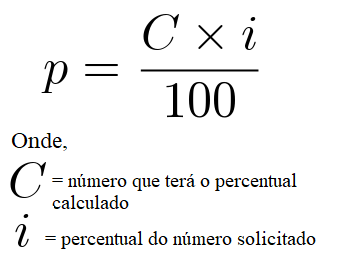 p = C × i / 100
Onde,
C = número que terá o percentual
calculado
i = percentual do número solicitado